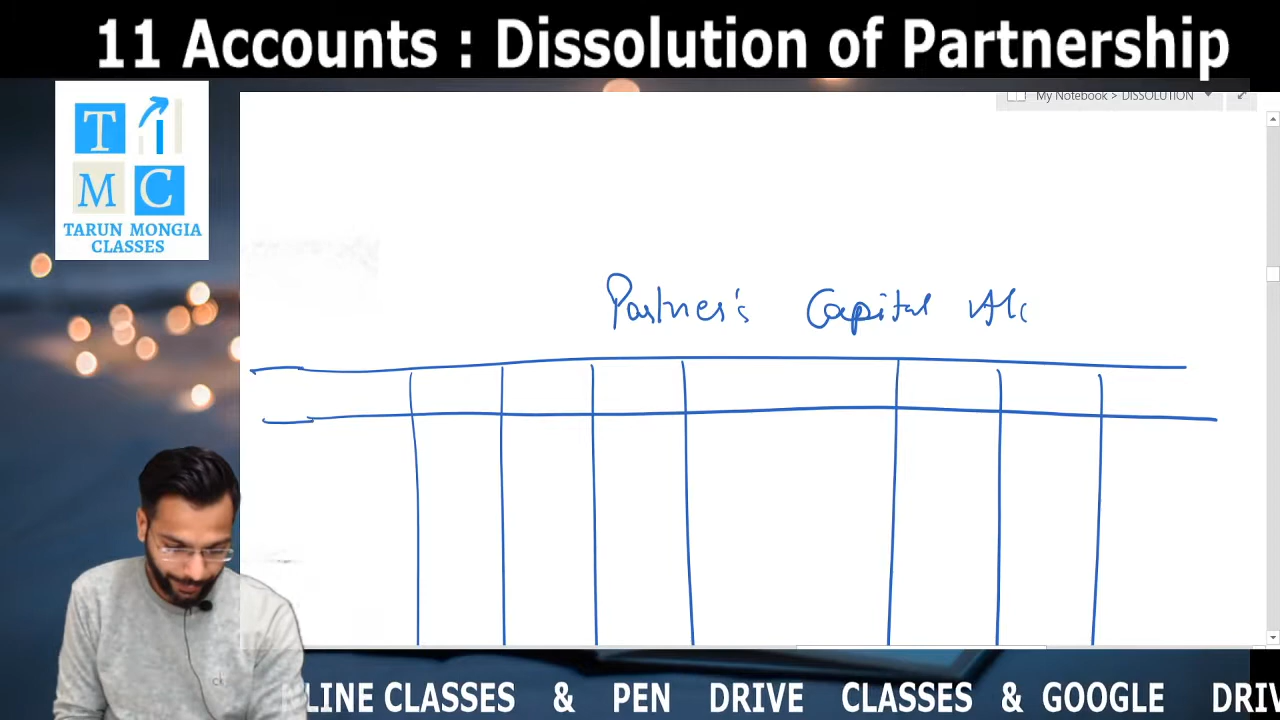 11 Accounts : Dissolution of Partnership
My Notebook > DISSOLUTION
T
M C
TARUN MONGIA
CLASSES
Partner's Capital A/c
LINE CLASSES & PEN DRIVE CLASSES & GOOGLE DRIV